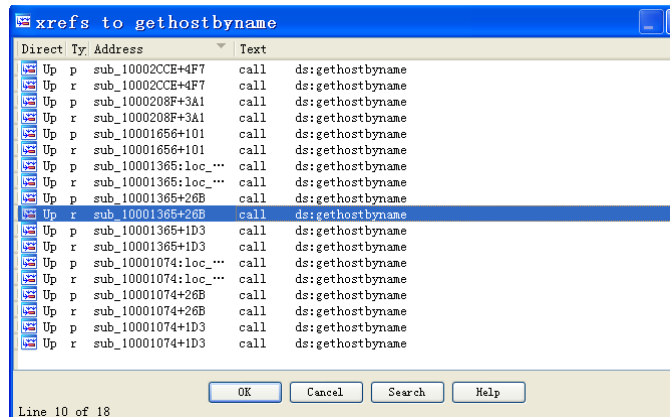 xrefs to gethostbyname
Direct Ty Address Text
Up p sub_10002CCE+4F7 call ds:gethostbyname
Up r sub_10002CCE+4F7 call ds:gethostbyname
Up p sub_1000208F+3A1 call ds:gethostbyname
Up r sub_1000208F+3A1 call ds:gethostbyname
Up p sub_10001656+101 call ds:gethostbyname
Up r sub_10001656+101 call ds:gethostbyname
Up p sub_10001365:loc_… call ds:gethostbyname
Up r sub_10001365:loc_… call ds:gethostbyname
Up p sub_10001365+26B call ds:gethostbyname
Up r sub_10001365+26B call ds:gethostbyname
Up p sub_10001365+1D3 call ds:gethostbyname
Up r sub_10001365+1D3 call ds:gethostbyname
Up p sub_10001074:loc_… call ds:gethostbyname
Up r sub_10001074:loc_… call ds:gethostbyname
Up p sub_10001074+26B call ds:gethostbyname
Up r sub_10001074+26B call ds:gethostbyname
Up p sub_10001074+1D3 call ds:gethostbyname
Up r sub_10001074+1D3 call ds:gethostbyname
OK Cancel Search Help
Line 10 of 18